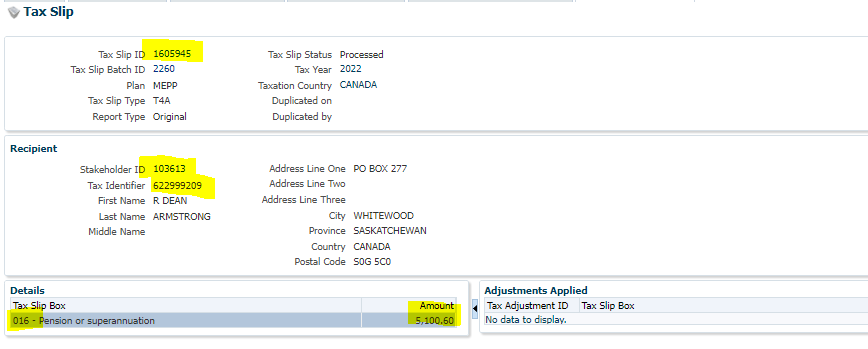 Tax Slip
Tax Slip ID 1605945 Tax Slip Status Processed
Tax Slip Batch ID 2260 Tax Year 2022
Plan MEPP Taxation Country CANADA
Tax Slip Type T4A Duplicated on
Report Type Original Duplicated by
Recipient
Stakeholder ID 103613 Address Line One PO BOX 277
Tax Identifier 622999209 Address Line Two
First Name R DEAN Address Line Three
Last Name ARMSTRONG City WHITEWOOD
Middle Name Province SASKATCHEWAN
Country CANADA
Postal Code S0G 5C0
Details Adjustments Applied
Tax Slip Box Amount Tax Adjustment ID Tax Slip Box
016 - Pension or superannuation 5,100.60 No data to display.